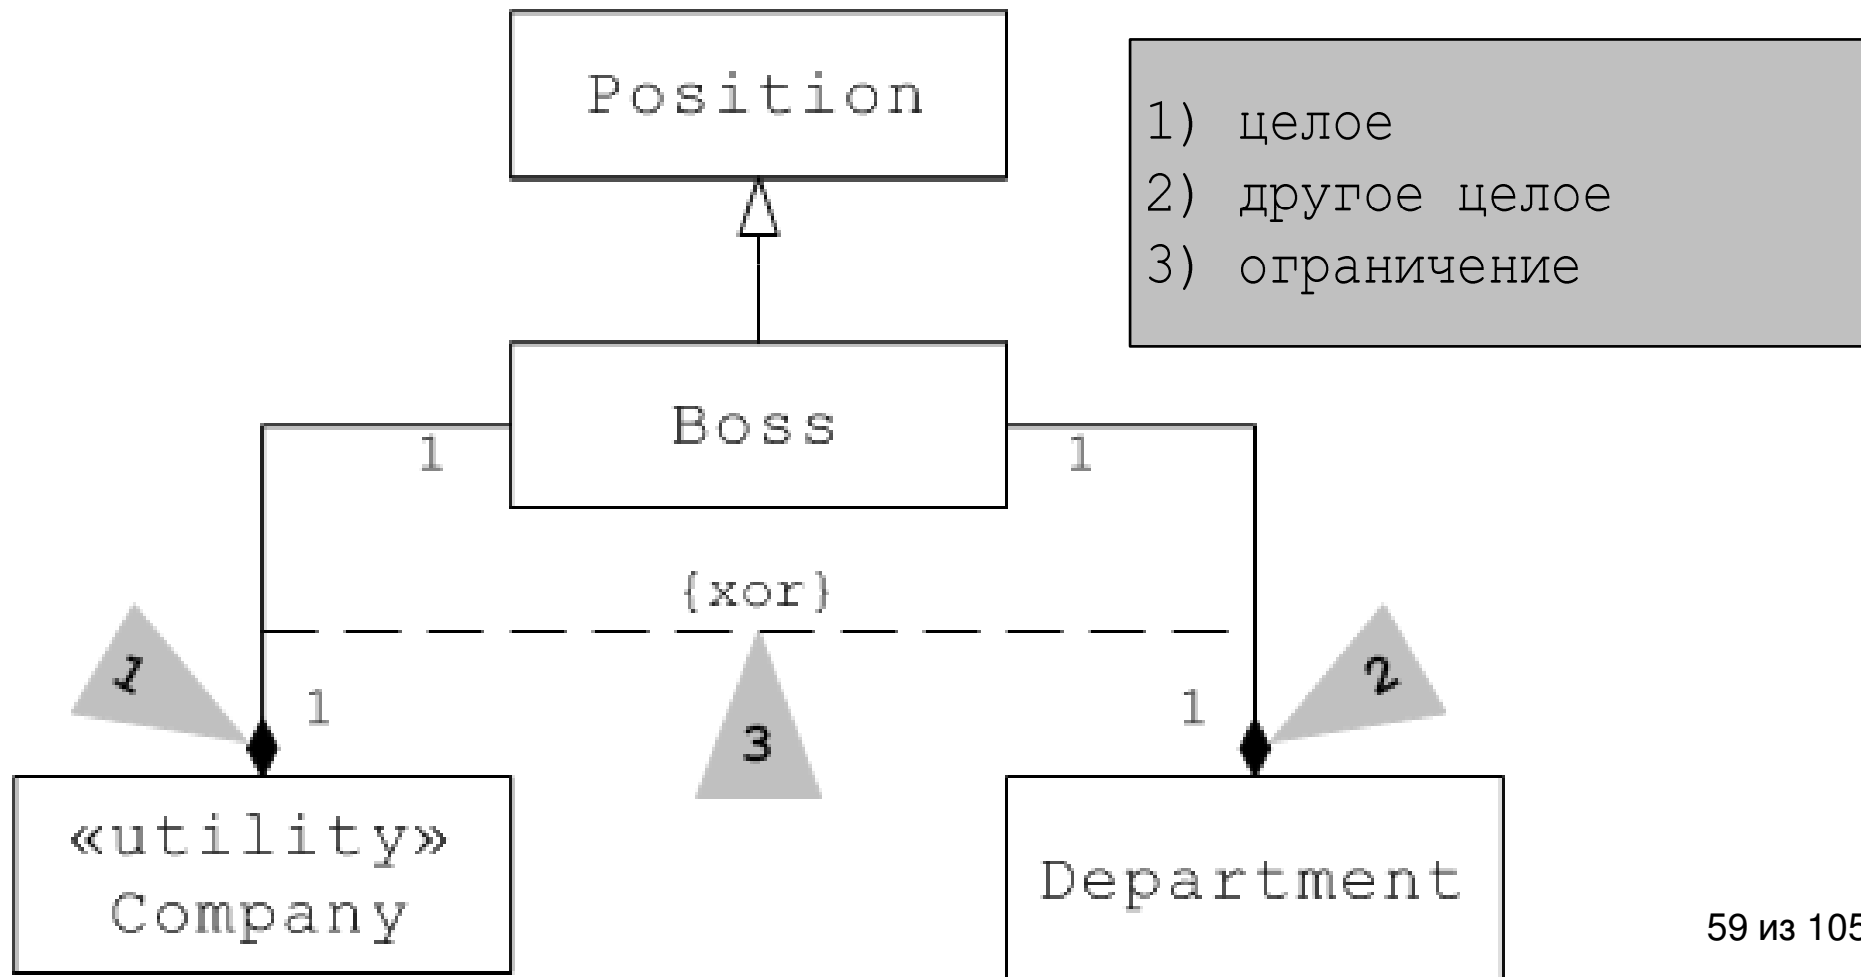 Position
1) целое
2) другое целое
3) ограничение
Boss
1
1
{xor}
1
2
1
3
1
«utility»
Company
Department
59 из 105